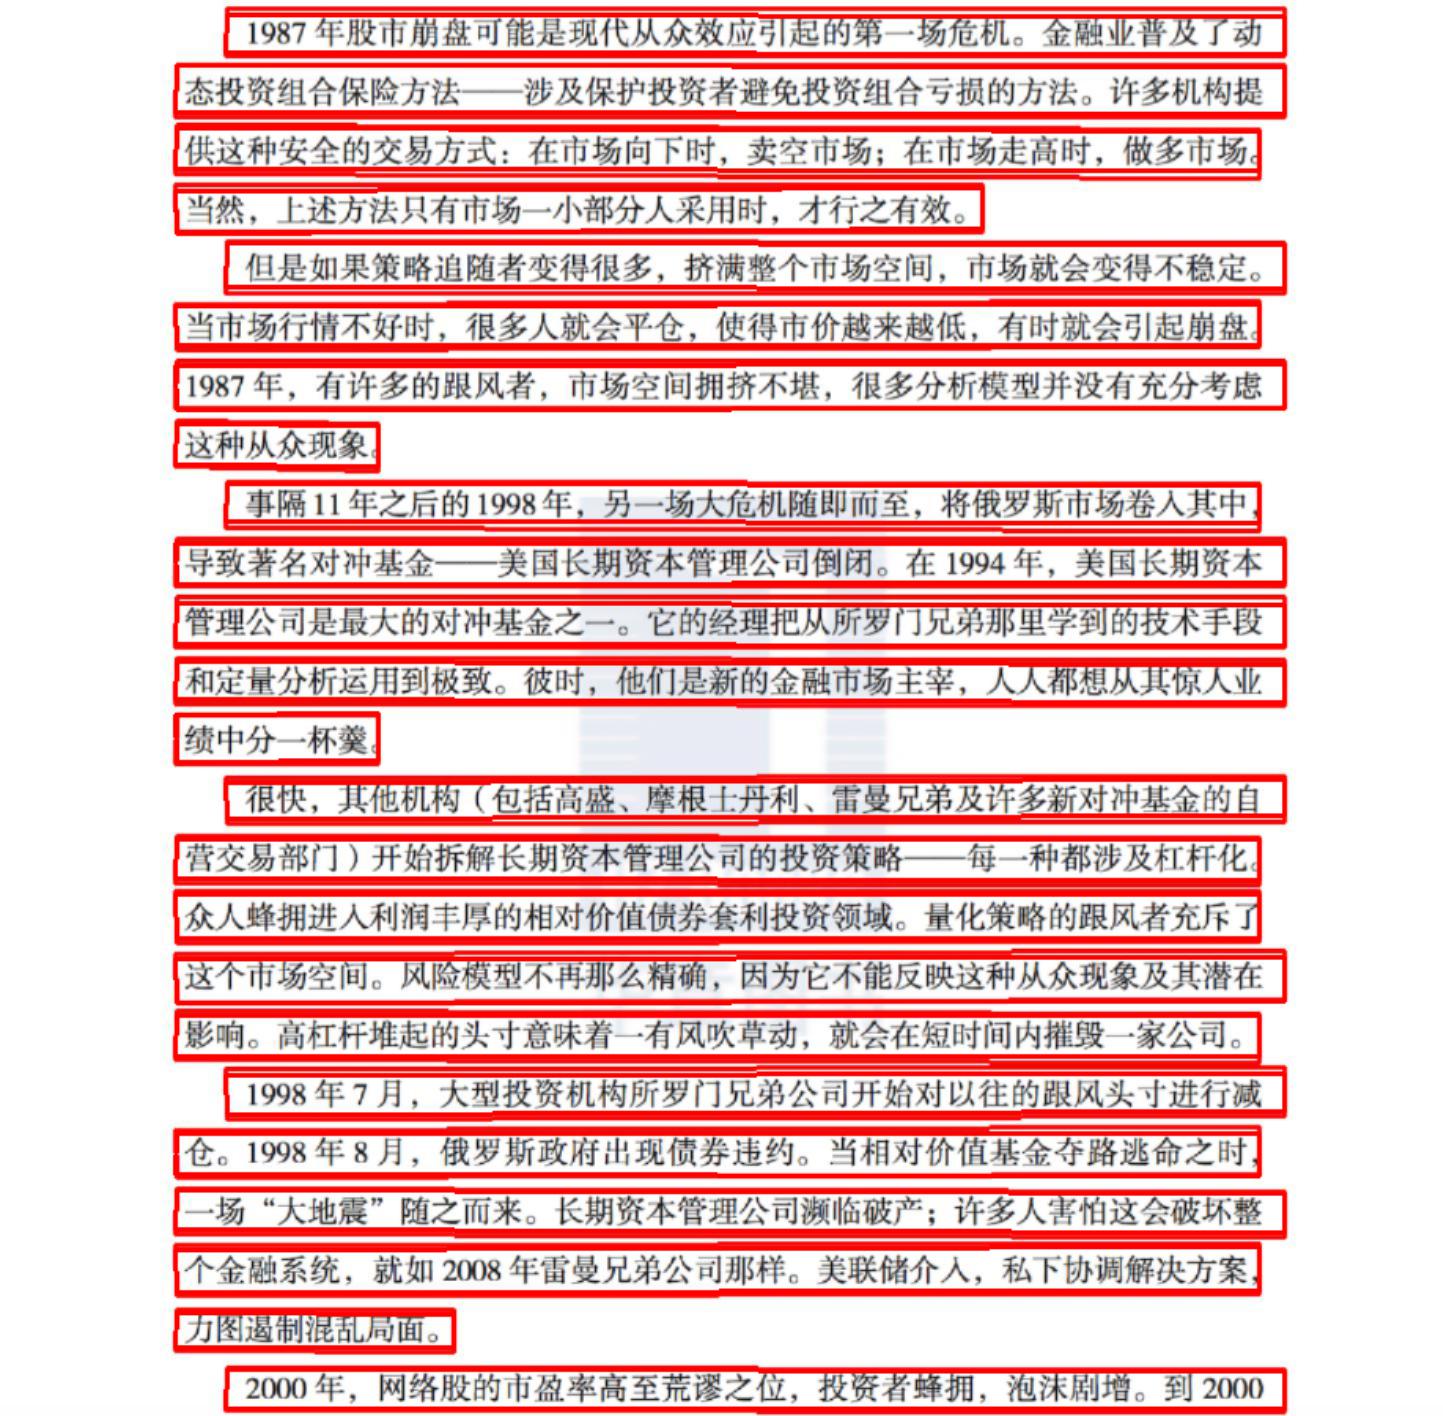 1987 年股市崩盘可能是现代从众效应引起的第一场危机。金融业普及了动
态投资组合保险方法——涉及保护投资者避免投资组合亏损的方法。许多机构提
供这种安全的交易方式：在市场向下时，卖空市场；在市场走高时，做多市场。
当然，上述方法只有市场一小部分人采用时，才行之有效。
但是如果策略追随者变得很多，挤满整个市场空间，市场就会变得不稳定。
当市场行情不好时，很多人就会平仓，使得市价越来越低，有时就会引起崩盘。
1987 年，有许多的跟风者，市场空间拥挤不堪，很多分析模型并没有充分考虑
这种从众现象。
事隔 11 年之后的 1998 年，另一场大危机随即而至，将俄罗斯市场卷入其中，
导致著名对冲基金——美国长期资本管理公司倒闭。在 1994 年，美国长期资本
管理公司是最大的对冲基金之一。它的经理把从所罗门兄弟那里学到的技术手段
和定量分析运用到极致。彼时，他们是新的金融市场主宰，人人都想从其惊人业
绩中分一杯羹。
很快，其他机构（包括高盛、摩根士丹利、雷曼兄弟及许多新对冲基金的自
营交易部门）开始拆解长期资本管理公司的投资策略——每一种都涉及杠杆化。
众人蜂拥进入利润丰厚的相对价值债券套利投资领域。量化策略的跟风者充斥了
这个市场空间。风险模型不再那么精确，因为它不能反映这种从众现象及其潜在
影响。高杠杆堆起的头寸意味着一有风吹草动，就会在短时间内摧毁一家公司。
1998 年 7 月，大型投资机构所罗门兄弟公司开始对以往的跟风头寸进行减
仓。1998 年 8 月，俄罗斯政府出现债券违约。当相对价值基金夺路逃命之时，
一场“大地震”随之而来。长期资本管理公司濒临破产；许多人害怕这会破坏整
个金融系统，就如 2008 年雷曼兄弟公司那样。美联储介入，私下协调解决方案，
力图遏制混乱局面。
2000 年，网络股的市盈率高至荒谬之位，投资者蜂拥，泡沫剧增。到 2000